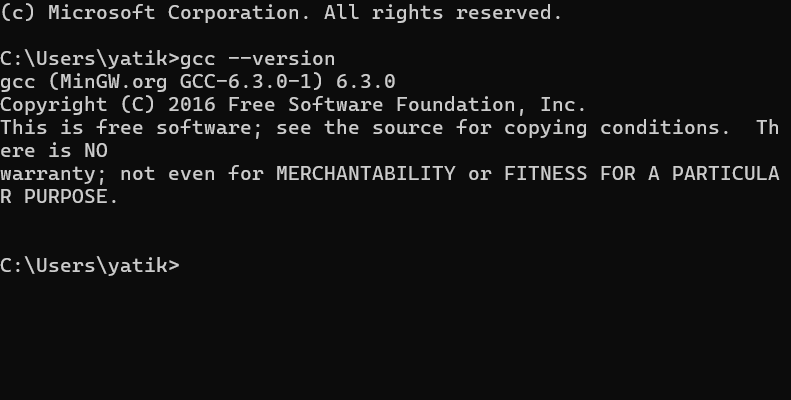 (c) Microsoft Corporation. All rights reserved.
C:\Users\yatik>gcc --version
gcc (MinGW.org GCC-6.3.0-1) 6.3.0
Copyright (C) 2016 Free Software Foundation, Inc.
This is free software; see the source for copying conditions.  Th
ere is NO
warranty; not even for MERCHANTABILITY or FITNESS FOR A PARTICULA
R PURPOSE.
C:\Users\yatik>